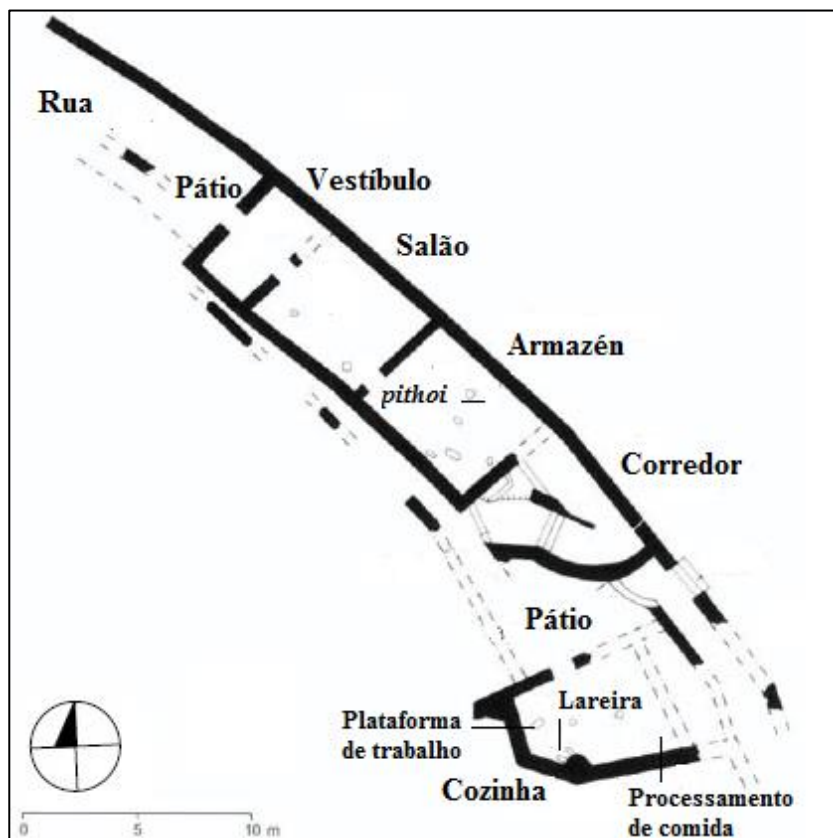 Rua
Pátio
Vestíbulo
Salão
Armazén
pithoi
Corredor
Pátio
Lareira
Plataforma
de trabalho
Cozinha
Processamento
de comida
0 5 10 m